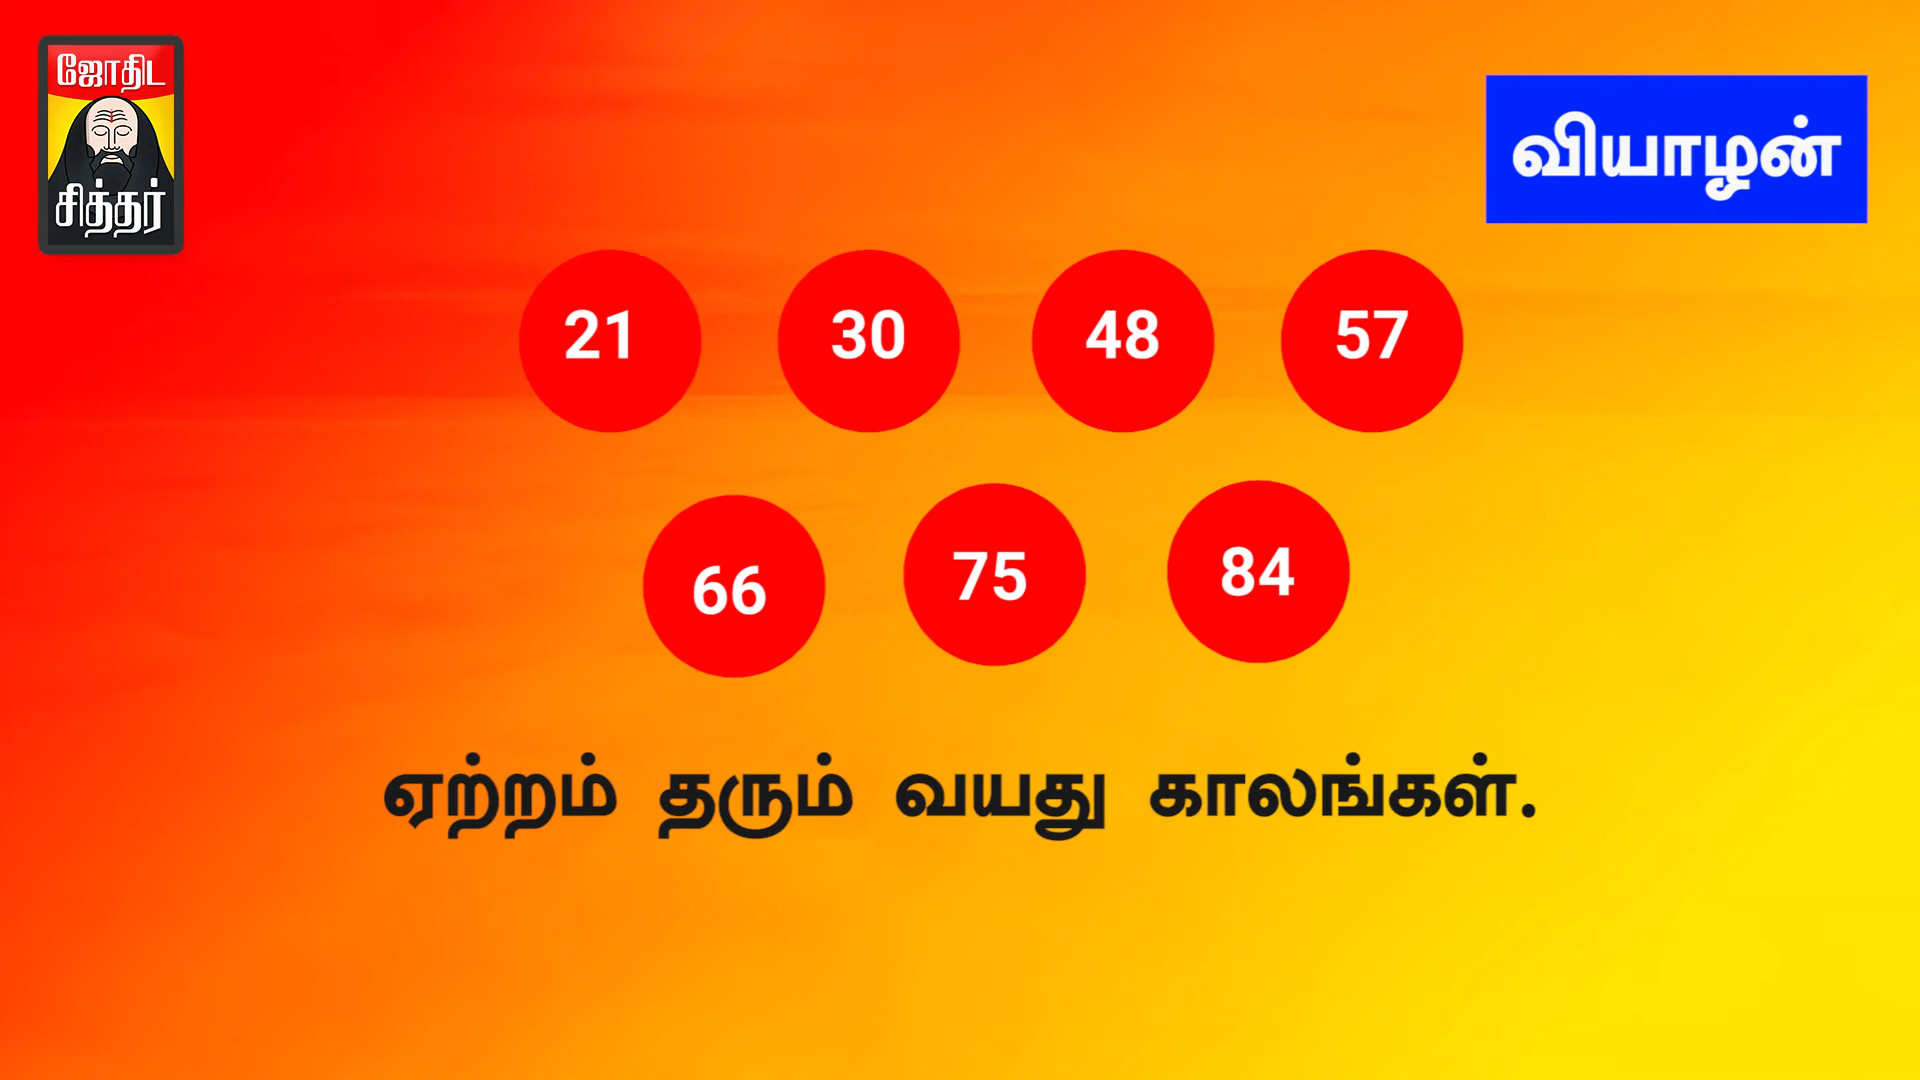 ஜோதிட
சித்தர்
வியாழன்
21 30 48 57
66 75 84
ஏற்றம் தரும் வயது காலங்கள்.